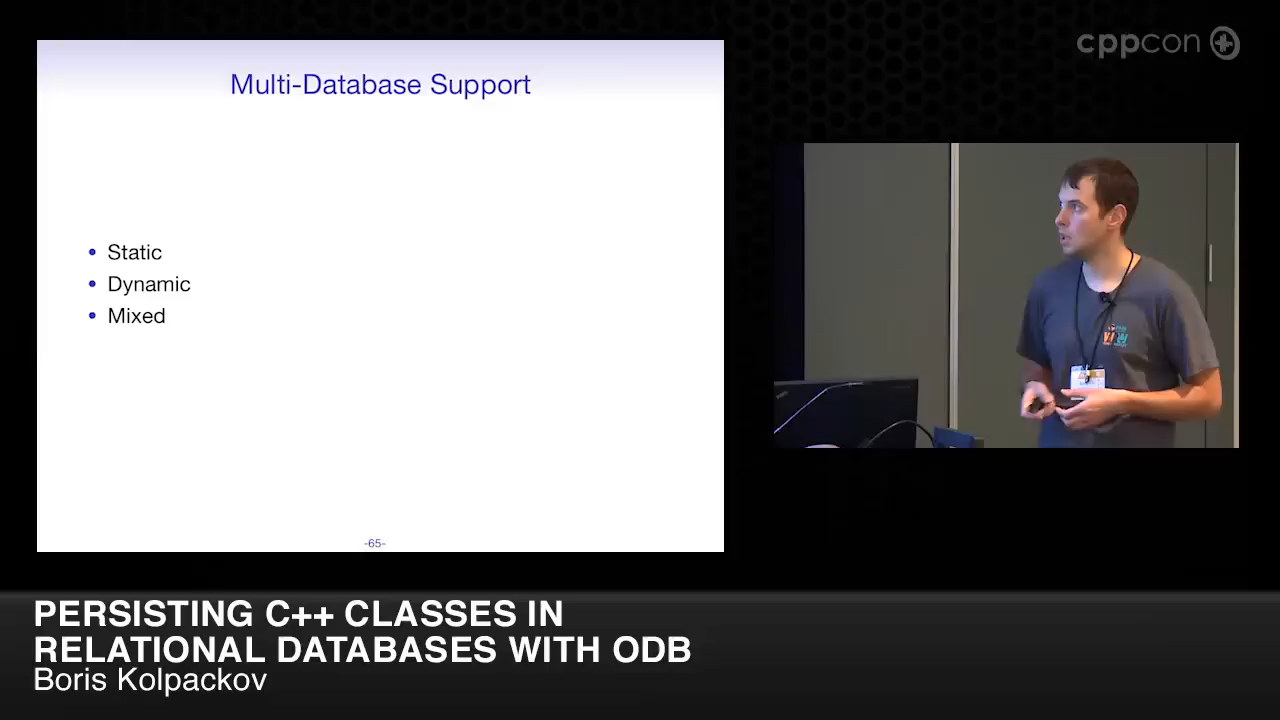 cppcon
Multi-Database Support
• Static
• Dynamic
• Mixed
-65-
PERSISTING C++ CLASSES IN
RELATIONAL DATABASES WITH ODB
Boris Kolpackov